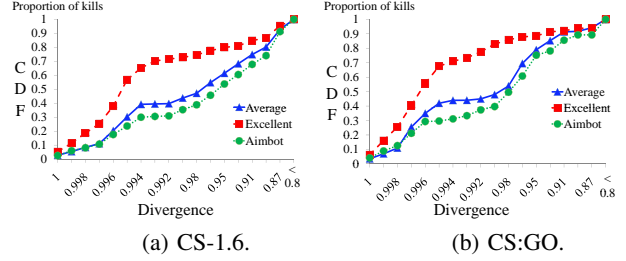 Proportion of kills
1
0.9
0.8
0.7
0.6
0.5
0.4
0.3
0.2
0.1
0
C
D
F
Average
Excellent
Aimbot
1
0.998
0.996
0.994
0.992
0.98
0.95
0.91
0.87
< 0.8
Divergence
(a) CS-1.6.
Proportion of kills
1
0.9
0.8
0.7
0.6
0.5
0.4
0.3
0.2
0.1
0
C
D
F
Average
Excellent
Aimbot
1
0.998
0.996
0.994
0.992
0.98
0.95
0.91
0.87
< 0.8
Divergence
(b) CS:GO.